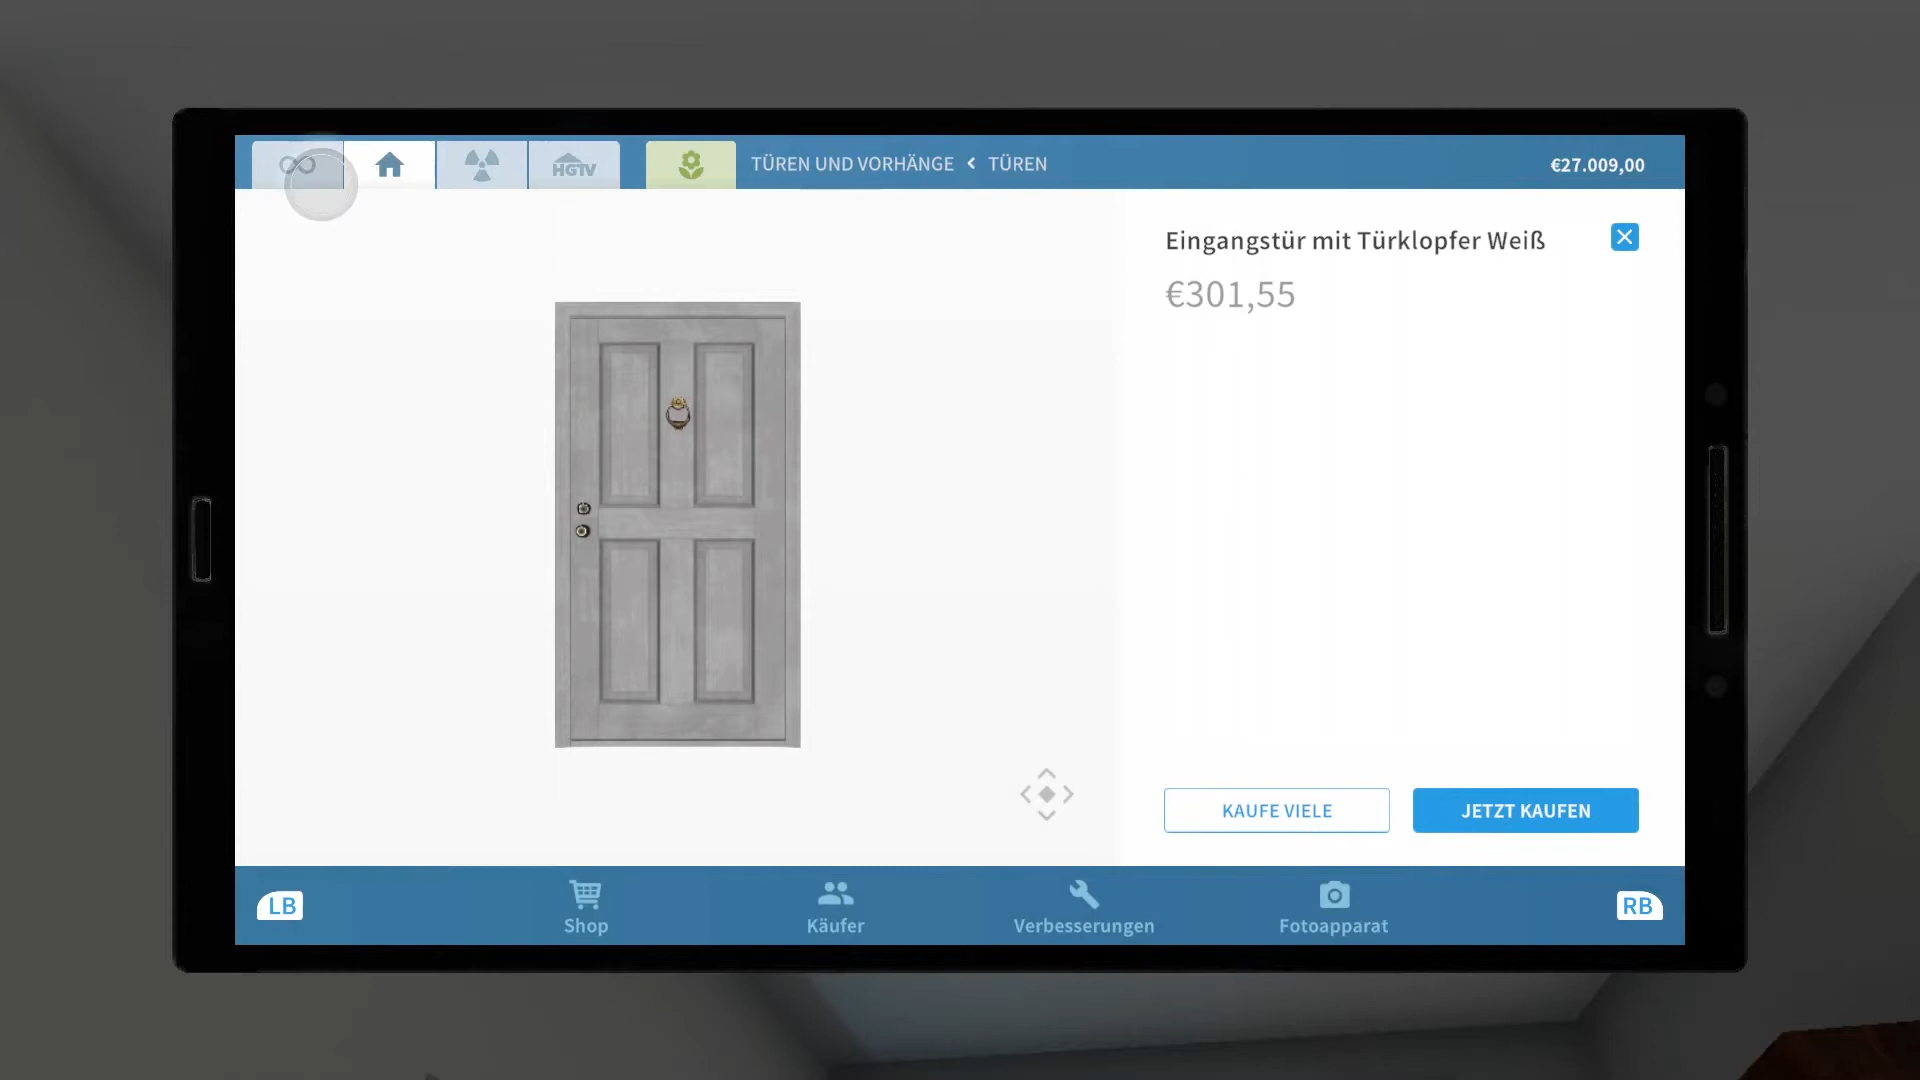 HGTV
TÜREN UND VORHÄNGE < TÜREN
€27.009,00
Eingangstür mit Türklopfer Weiß
€301,55
KAUFE VIELE
JETZT KAUFEN
LB
Shop
Käufer
Verbesserungen
Fotoapparat
RB